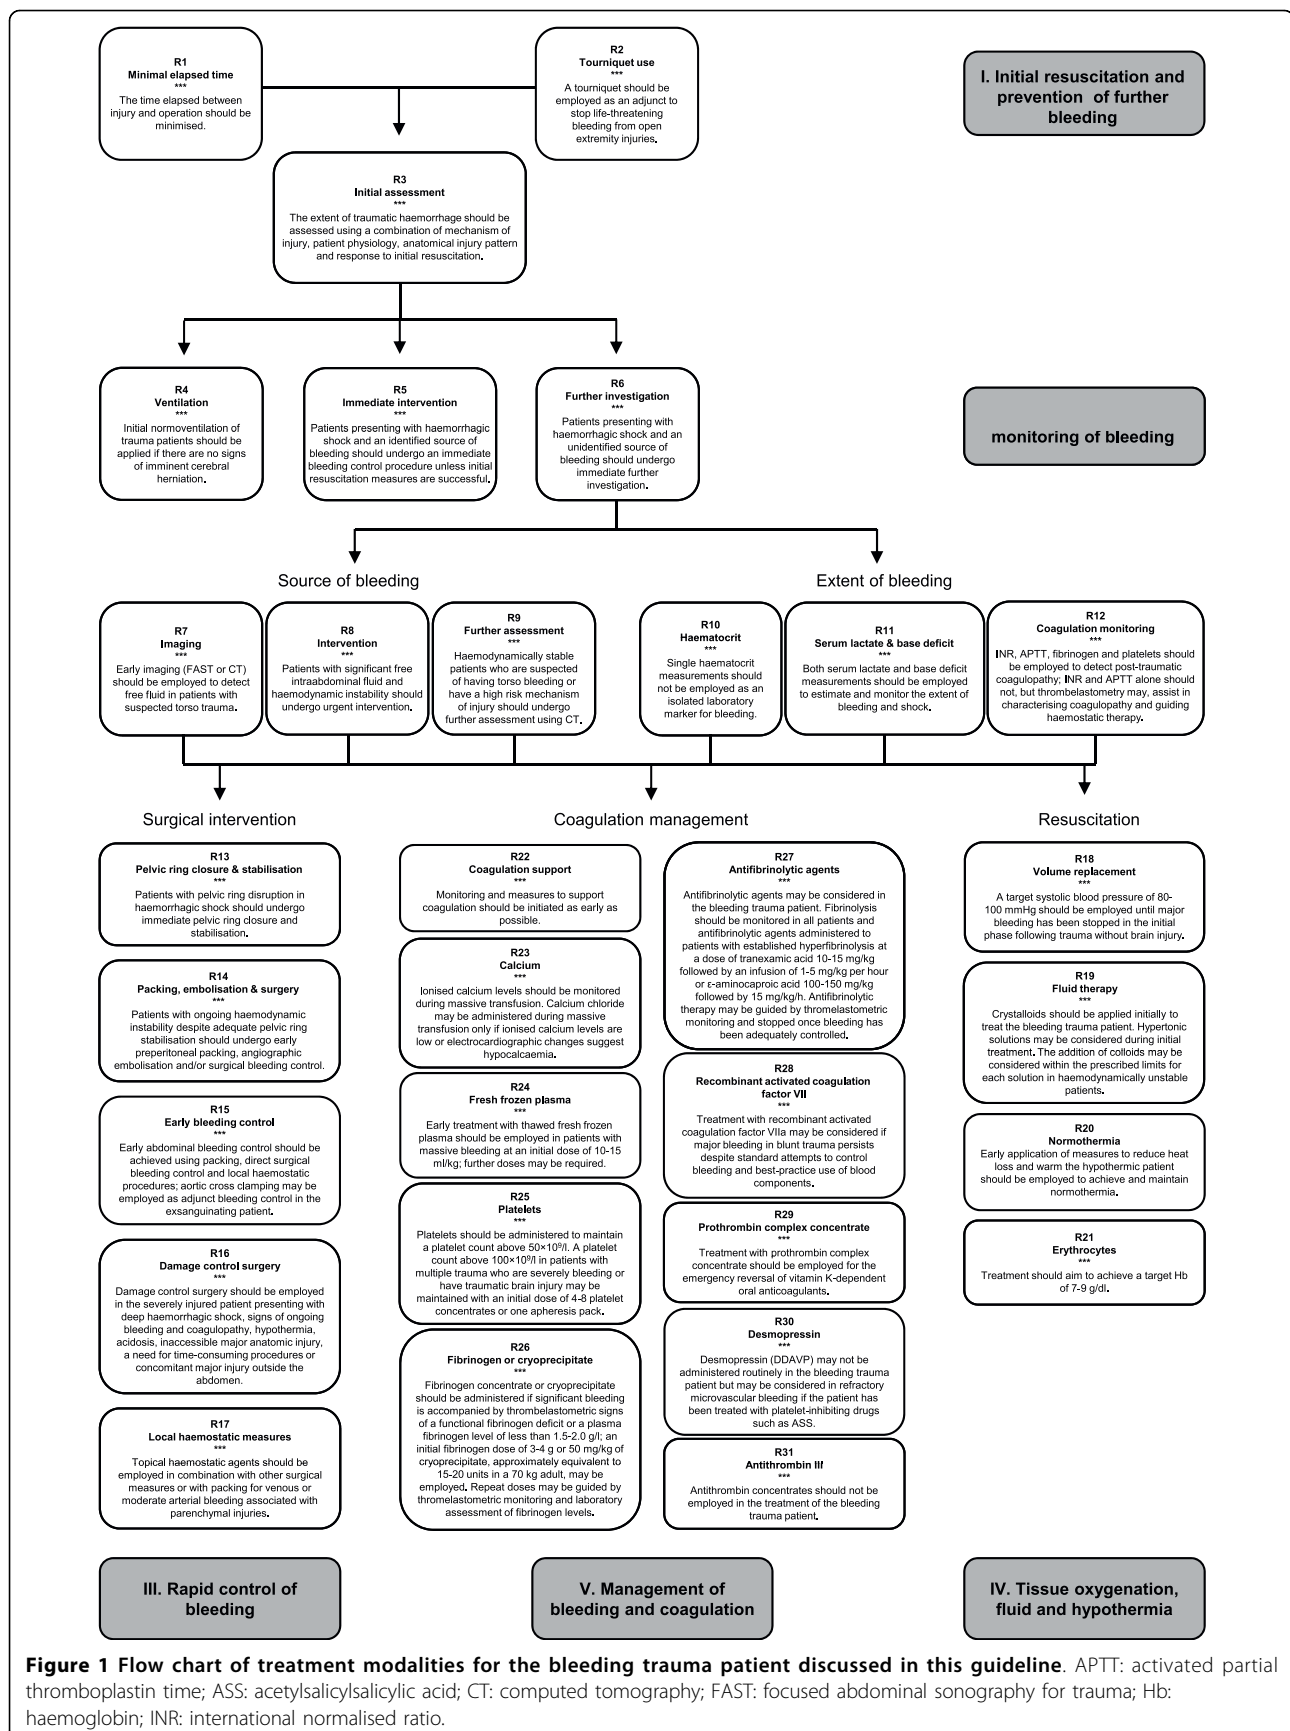 R1
Minimal elapsed time
***
The time elapsed between
injury and operation should be
minimised.
R2
Tourniquet use
***
A tourniquet should be
employed as an adjunct to
stop life-threatening
bleeding from open
extremity injuries.
I. Initial resuscitation and
prevention of further
bleeding
R3
Initial assessment
***
The extent of traumatic haemorrhage should be
assessed using a combination of mechanism of
injury, patient physiology, anatomical injury pattern
and response to initial resuscitation.
R4
Ventilation
***
Initial normoventilation of
trauma patients should be
applied if there are no signs
of imminent cerebral
herniation.
R5
Immediate intervention
***
Patients presenting with haemorrhagic
shock and an identified source of
bleeding should undergo an immediate
bleeding control procedure unless initial
resuscitation measures are successful.
R6
Further investigation
***
Patients presenting with
haemorrhagic shock and an
unidentified source of
bleeding should undergo
immediate further
investigation.
monitoring of bleeding
Source of bleeding
Extent of bleeding
R7
Imaging
***
Early imaging (FAST or CT)
should be employed to detect
free fluid in patients with
suspected torso trauma.
R8
Intervention
***
Patients with significant free
intraabdominal fluid and
haemodynamic instability should
undergo urgent intervention.
R9
Further assessment
***
Haemodynamically stable
patients who are suspected
of having torso bleeding or
have a high risk mechanism
of injury should undergo
further assessment using CT.
R10
Haematocrit
***
Single haematocrit
measurements should
not be employed as an
isolated laboratory
marker for bleeding.
R11
Serum lactate & base deficit
***
Both serum lactate and base deficit
measurements should be employed
to estimate and monitor the extent of
bleeding and shock.
R12
Coagulation monitoring
***
INR, APTT, fibrinogen and platelets should
be employed to detect post-traumatic
coagulopathy; INR and APTT alone should
not, but thrombelastometry may, assist in
characterising coagulopathy and guiding
haemostatic therapy.
Surgical intervention
Coagulation management
Resuscitation
R13
Pelvic ring closure & stabilisation
***
Patients with pelvic ring disruption in
haemorrhagic shock should undergo
immediate pelvic ring closure and
stabilisation.
R14
Packing, embolisation & surgery
***
Patients with ongoing haemodynamic
instability despite adequate pelvic ring
stabilisation should undergo early
preperitoneal packing, angiographic
embolisation and/or surgical bleeding control.
R15
Early bleeding control
***
Early abdominal bleeding control should be
achieved using packing, direct surgical
bleeding control and local haemostatic
procedures; aortic cross clamping may be
employed as adjunct bleeding control in the
exsanguinating patient.
R16
Damage control surgery
***
Damage control surgery should be employed
in the severely injured patient presenting with
deep haemorrhagic shock, signs of ongoing
bleeding and coagulopathy, hypothermia,
acidosis, inaccessible major anatomic injury,
a need for time-consuming procedures or
concomitant major injury outside the
abdomen.
R17
Local haemostatic measures
***
Topical haemostatic agents should be
employed in combination with other surgical
measures or with packing for venous or
moderate arterial bleeding associated with
parenchymal injuries.
R22
Coagulation support
***
Monitoring and measures to support
coagulation should be initiated as early as
possible.
R23
Calcium
***
Ionised calcium levels should be monitored
during massive transfusion. Calcium chloride
may be administered during massive
transfusion only if ionised calcium levels are
low or electrocardiographic changes suggest
hypocalcaemia.
R24
Fresh frozen plasma
***
Early treatment with thawed fresh frozen
plasma should be employed in patients with
massive bleeding at an initial dose of 10-15
ml/kg; further doses may be required.
R25
Platelets
***
Platelets should be administered to maintain
a platelet count above 50×10⁹/l. A platelet
count above 100×10⁹/l in patients with
multiple trauma who are severely bleeding or
have traumatic brain injury may be
maintained with an initial dose of 4-8 platelet
concentrates or one apheresis pack.
R26
Fibrinogen or cryoprecipitate
***
Fibrinogen concentrate or cryoprecipitate
should be administered if significant bleeding
is accompanied by thrombelastometric signs
of a functional fibrinogen deficit or a plasma
fibrinogen level of less than 1.5-2.0 g/l; an
initial fibrinogen dose of 3-4 g or 50 mg/kg of
cryoprecipitate, approximately equivalent to
15-20 units in a 70 kg adult, may be
employed. Repeat doses may be guided by
thromelastometric monitoring and laboratory
assessment of fibrinogen levels.
R27
Antifibrinolytic agents
***
Antifibrinolytic agents may be considered in
the bleeding trauma patient. Fibrinolysis
should be monitored in all patients and
antifibrinolytic agents administered to
patients with established hyperfibrinolysis at
a dose of tranexamic acid 10-15 mg/kg
followed by an infusion of 1-5 mg/kg per hour
or ε-aminocaproic acid 100-150 mg/kg
followed by 15 mg/kg/h. Antifibrinolytic
therapy may be guided by thromelastometric
monitoring and stopped once bleeding has
been adequately controlled.
R28
Recombinant activated coagulation
factor VII
***
Treatment with recombinant activated
coagulation factor VIIa may be considered if
major bleeding in blunt trauma persists
despite standard attempts to control
bleeding and best-practice use of blood
components.
R29
Prothrombin complex concentrate
***
Treatment with prothrombin complex
concentrate should be employed for the
emergency reversal of vitamin K-dependent
oral anticoagulants.
R30
Desmopressin
***
Desmopressin (DDAVP) may not be
administered routinely in the bleeding trauma
patient but may be considered in refractory
microvascular bleeding if the patient has
been treated with platelet-inhibiting drugs
such as ASS.
R31
Antithrombin III
***
Antithrombin concentrates should not be
employed in the treatment of the bleeding
trauma patient.
R18
Volume replacement
***
A target systolic blood pressure of 80-
100 mmHg should be employed until major
bleeding has been stopped in the initial
phase following trauma without brain injury.
R19
Fluid therapy
***
Crystalloids should be applied initially to
treat the bleeding trauma patient. Hypertonic
solutions may be considered during initial
treatment. The addition of colloids may be
considered within the prescribed limits for
each solution in haemodynamically unstable
patients.
R20
Normothermia
Early application of measures to reduce heat
loss and warm the hypothermic patient
should be employed to achieve and maintain
normothermia.
R21
Erythrocytes
***
Treatment should aim to achieve a target Hb
of 7-9 g/dl.
III. Rapid control of
bleeding
V. Management of
bleeding and coagulation
IV. Tissue oxygenation,
fluid and hypothermia
Figure 1 Flow chart of treatment modalities for the bleeding trauma patient discussed in this guideline. APTT: activated partial
thromboplastin time; ASS: acetylsalicylsalicylic acid; CT: computed tomography; FAST: focused abdominal sonography for trauma; Hb:
haemoglobin; INR: international normalised ratio.